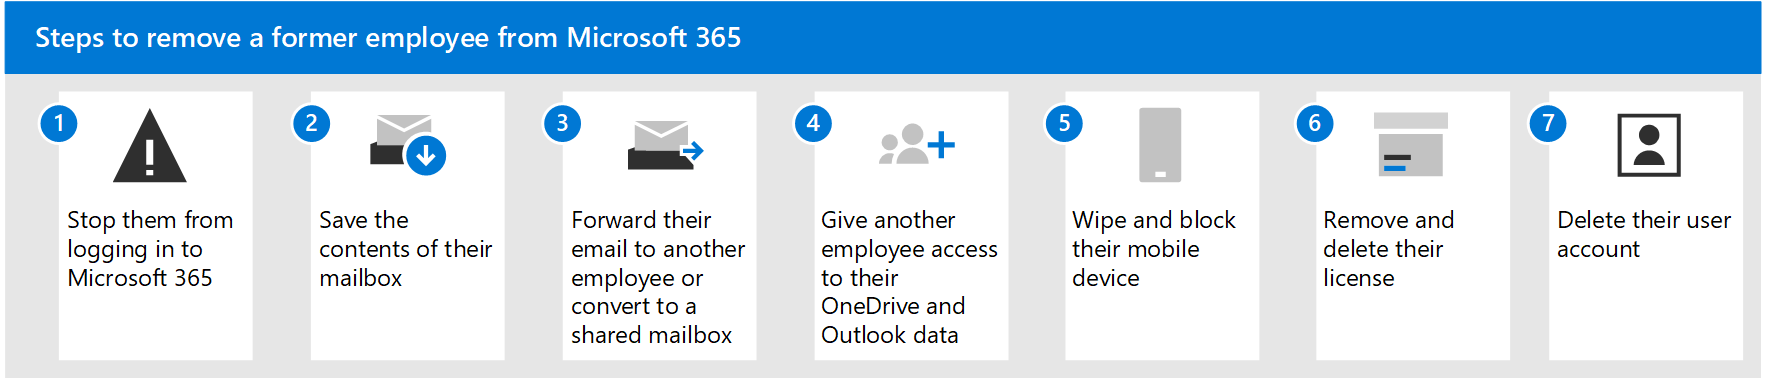 Steps to remove a former employee from Microsoft 365
1
Stop them from
logging in to
Microsoft 365
2
Save the
contents of their
mailbox
3
Forward their
email to another
employee or
convert to a
shared mailbox
4
Give another
employee access
to their
OneDrive and
Outlook data
5
Wipe and block
their mobile
device
6
Remove and
delete their
license
7
Delete their user
account